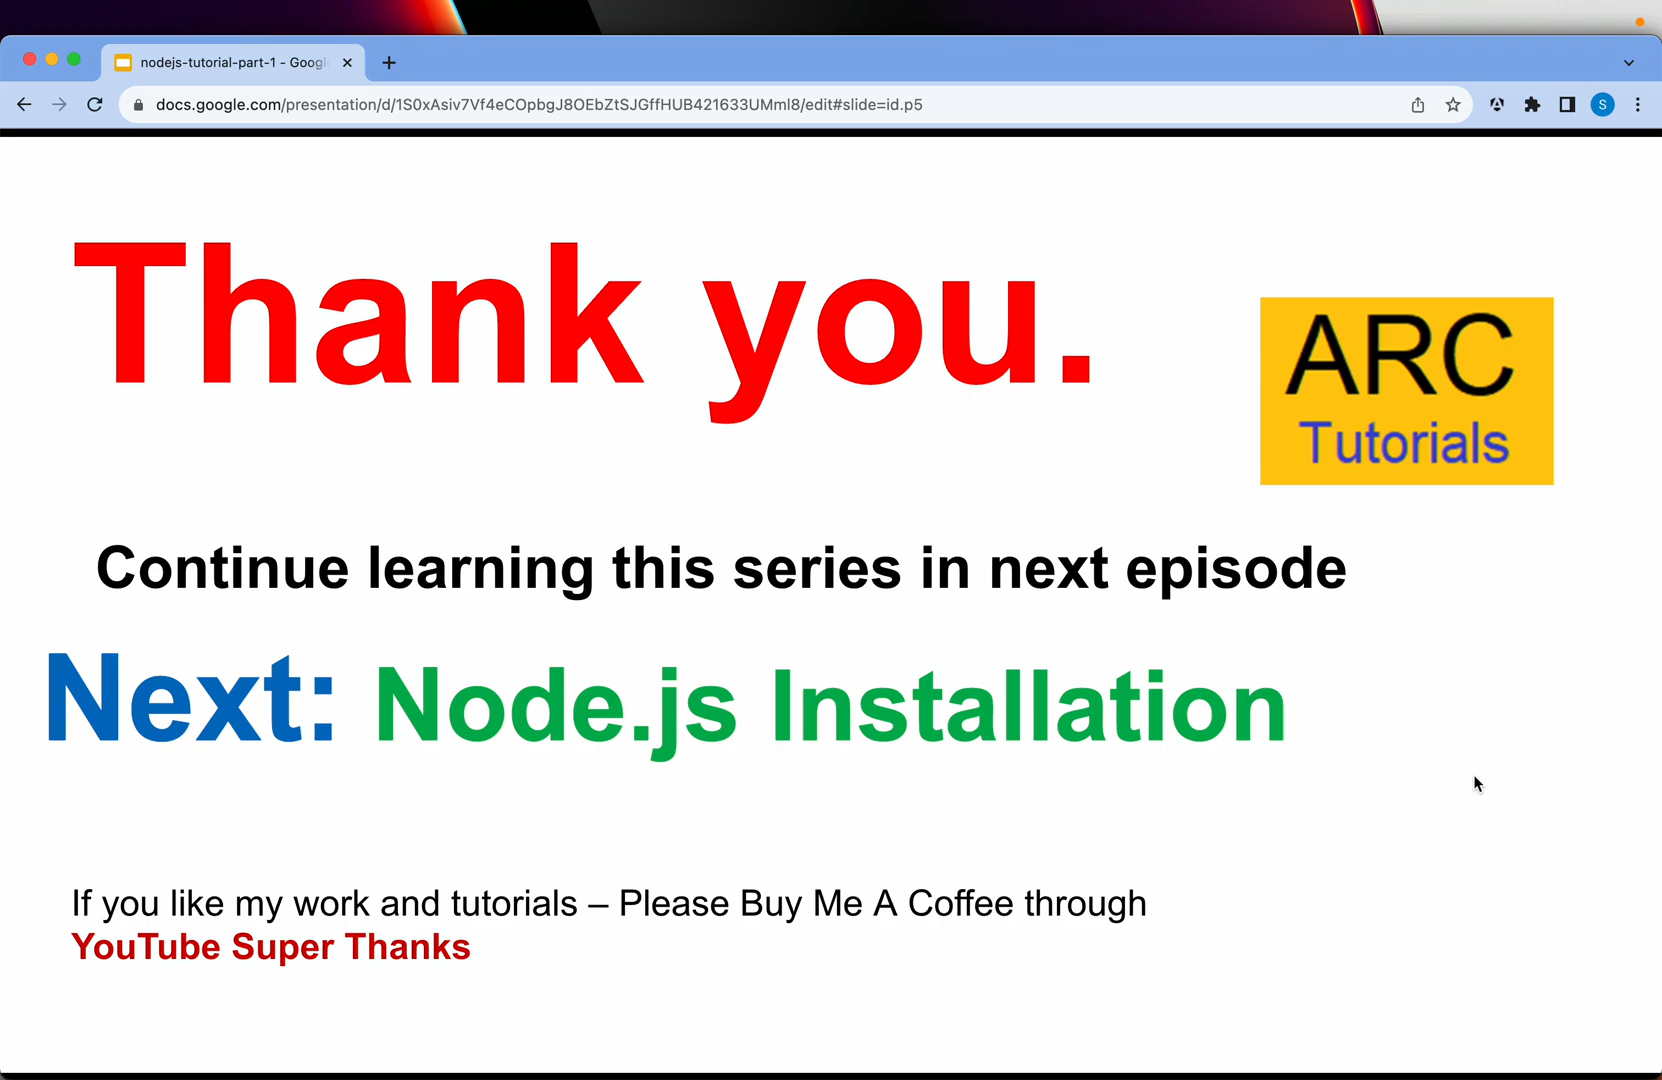 nodejs-tutorial-part-1 - Googl
docs.google.com/presentation/d/1S0xAsiv7Vf4eCOpbgJ8OEbZtSJGffHUB421633UMml8/edit#slide=id.p5
S
Thank you.
ARC
Tutorials
Continue learning this series in next episode
Next: Node.js Installation
If you like my work and tutorials – Please Buy Me A Coffee through
YouTube Super Thanks